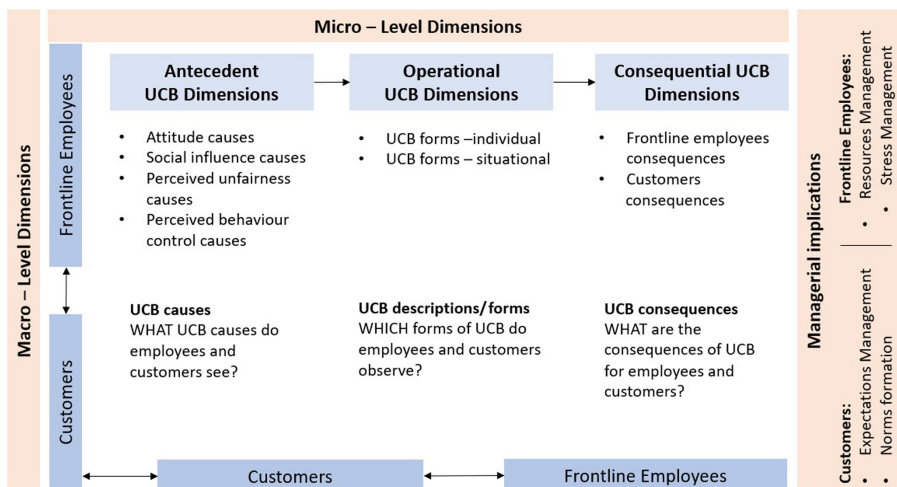 Micro – Level Dimensions
Macro – Level Dimensions
Frontline Employees
Customers
Antecedent
UCB Dimensions
• Attitude causes
• Social influence causes
• Perceived unfairness
causes
• Perceived behaviour
control causes
Operational
UCB Dimensions
• UCB forms –individual
• UCB forms – situational
Consequential UCB
Dimensions
• Frontline employees
consequences
• Customers
consequences
UCB causes
WHAT UCB causes do
employees and
customers see?
UCB descriptions/forms
WHICH forms of UCB do
employees and customers
observe?
UCB consequences
WHAT are the
consequences of UCB
for employees and
customers?
Customers
Frontline Employees
Managerial implications
Frontline Employees:
• Resources Management
• Stress Management
Customers:
• Expectations Management
• Norms formation